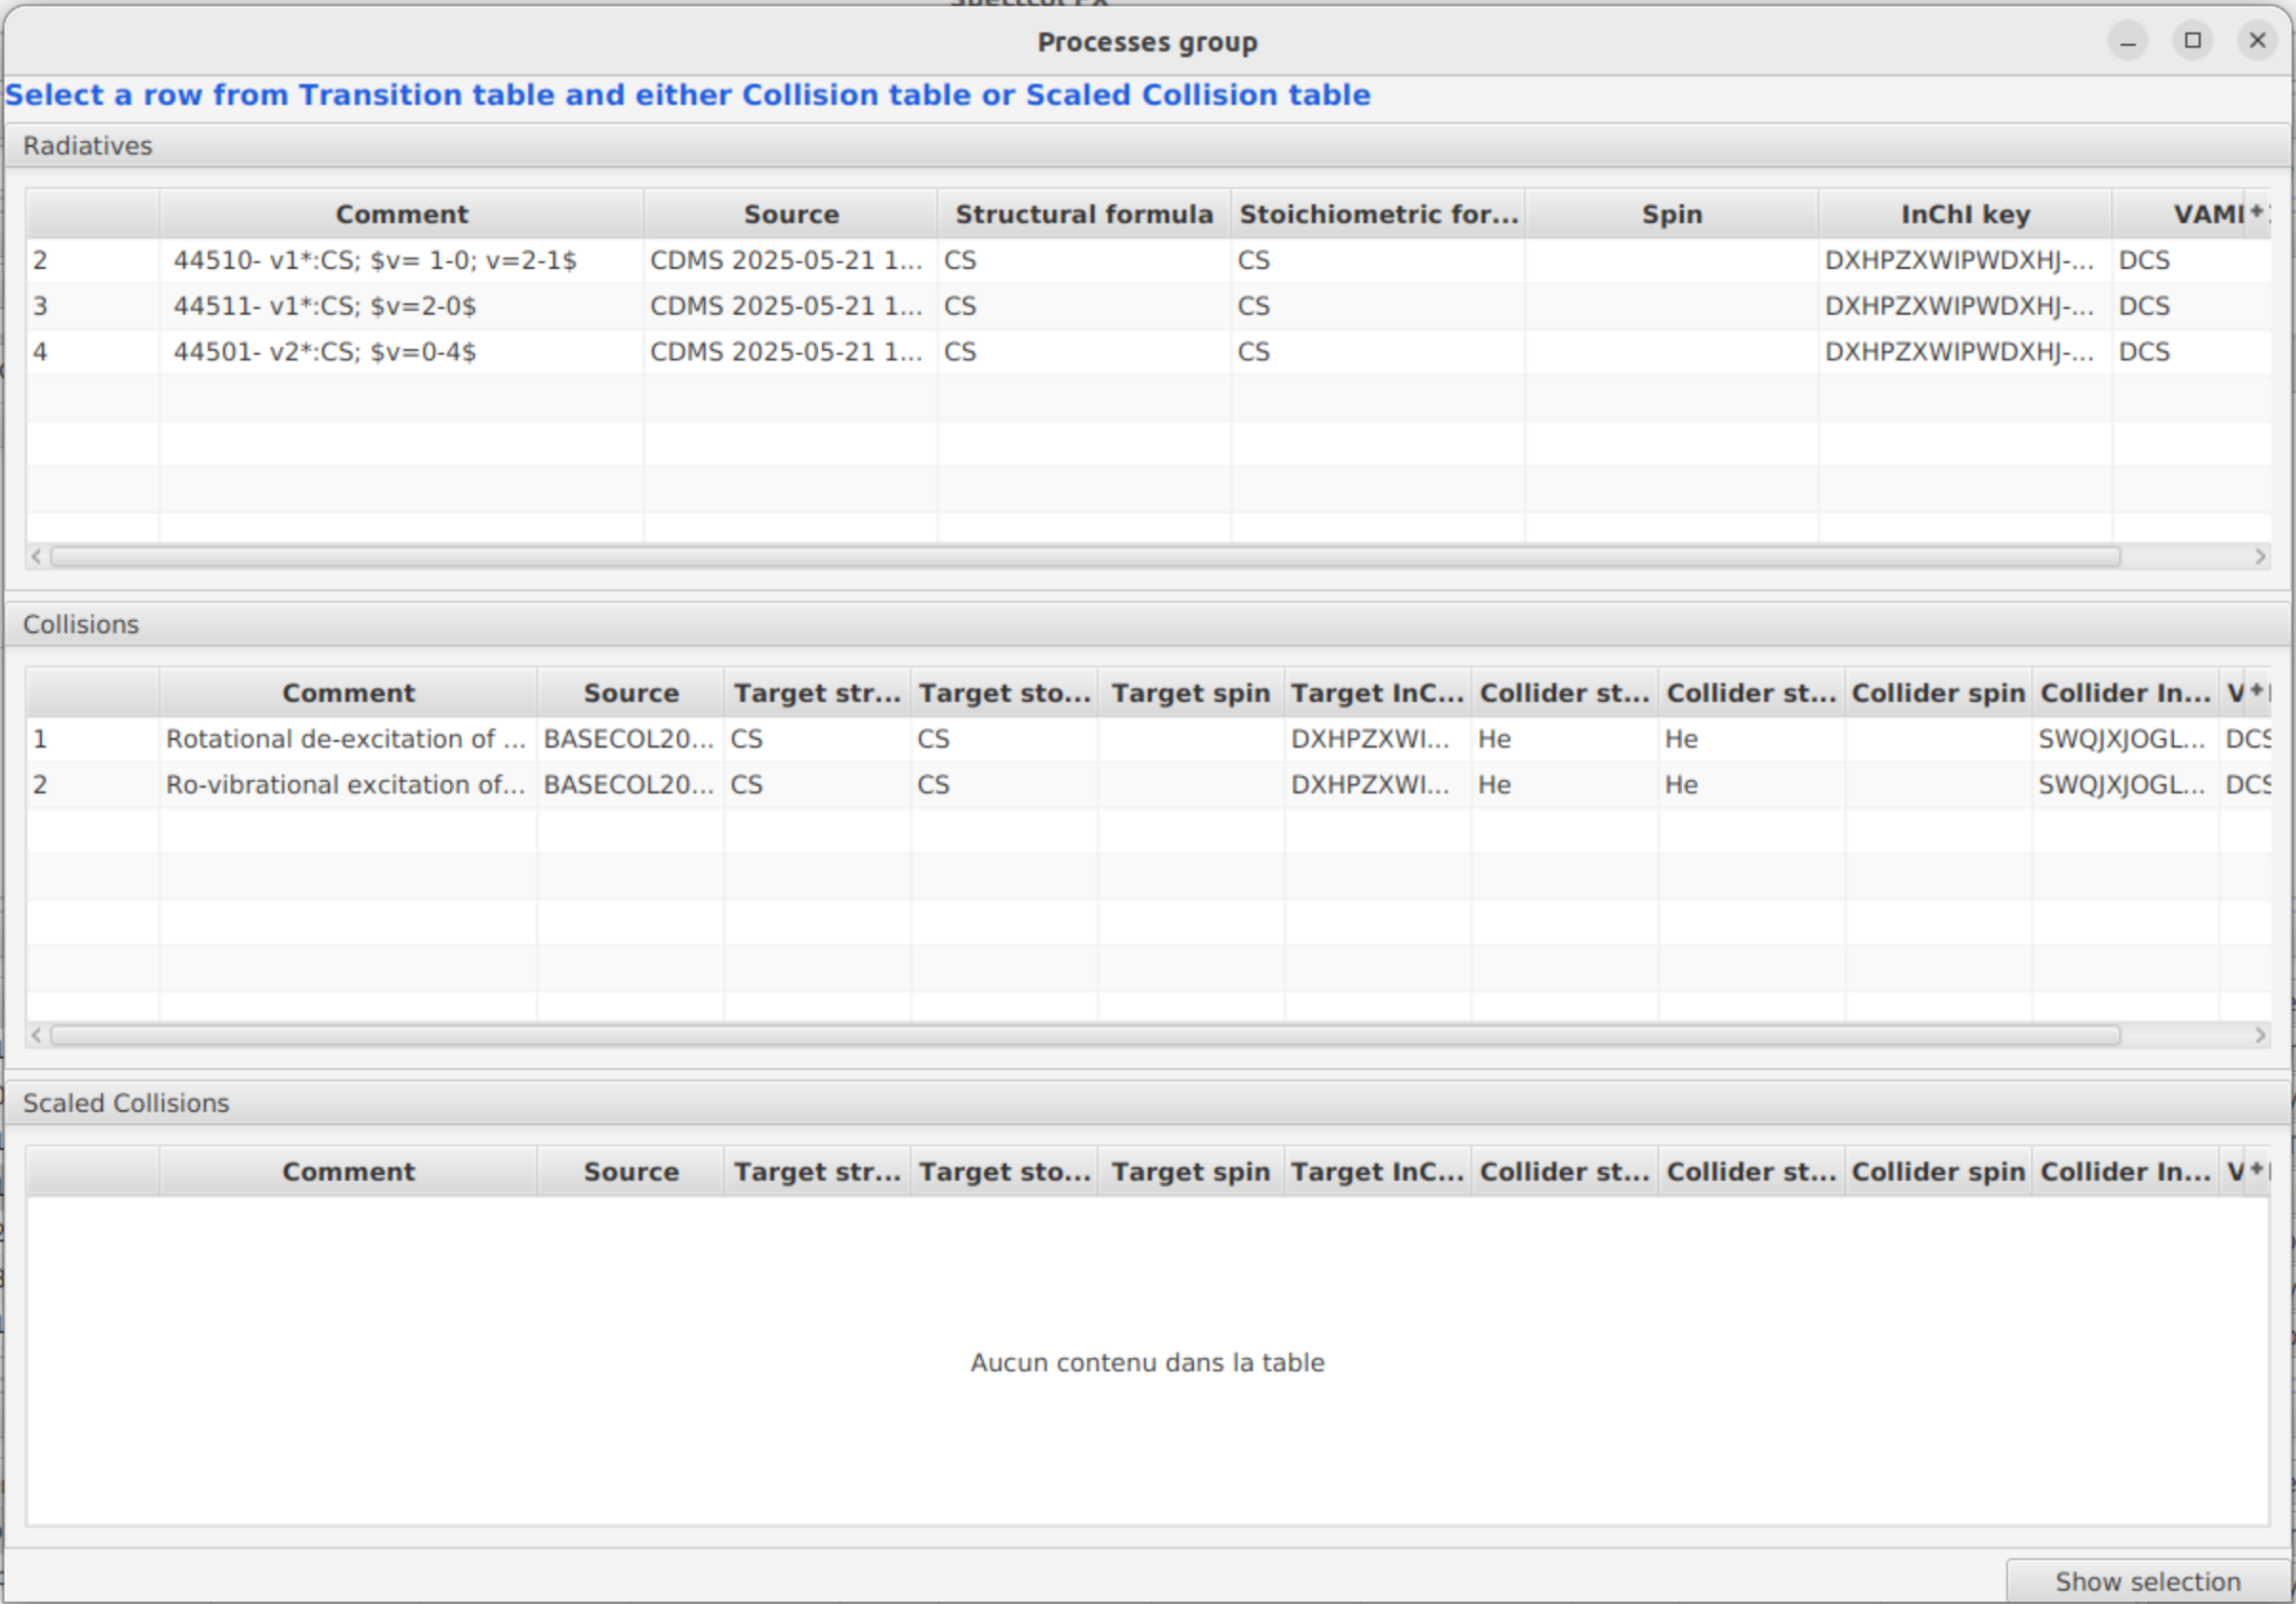 Processes group
Select a row from Transition table and either Collision table or Scaled Collision table
Radiatives
Comment Source Structural formula Stoichiometric for... Spin InChI key VAMI
2 44510- v1*:CS; $v= 1-0; v=2-1$ CDMS 2025-05-21 1... CS CS DXHPZXWIPWDXHJ-... DCS
3 44511- v1*:CS; $v=2-0$ CDMS 2025-05-21 1... CS CS DXHPZXWIPWDXHJ-... DCS
4 44501- v2*:CS; $v=0-4$ CDMS 2025-05-21 1... CS CS DXHPZXWIPWDXHJ-... DCS
Collisions
Comment Source Target str... Target sto... Target spin Target InC... Collider st... Collider st... Collider spin Collider In... V
1 Rotational de-excitation of ... BASECOL20... CS CS DXHPZXWI... He He SWQJXJOGL... DCS
2 Ro-vibrational excitation of... BASECOL20... CS CS DXHPZXWI... He He SWQJXJOGL... DCS
Scaled Collisions
Comment Source Target str... Target sto... Target spin Target InC... Collider st... Collider st... Collider spin Collider In... V
Aucun contenu dans la table
Show selection